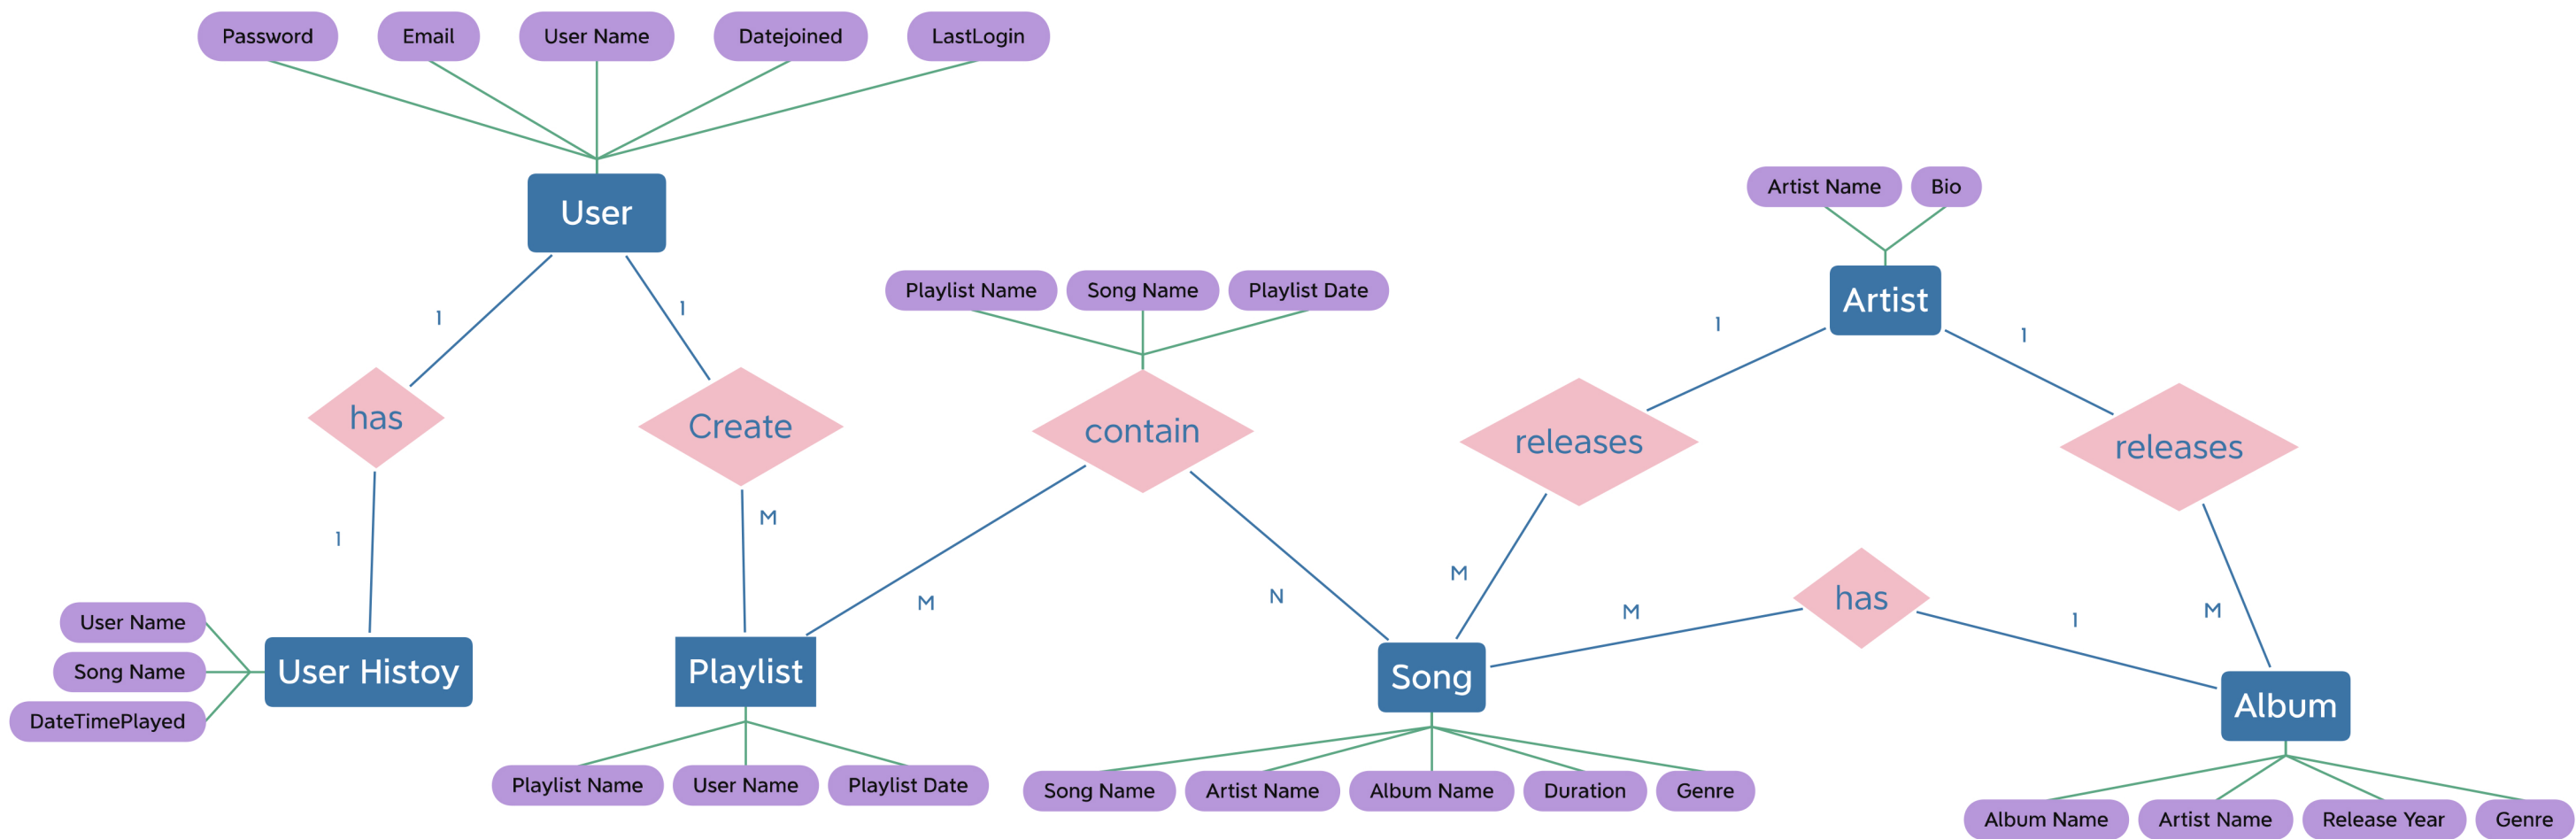 Password
Email
User Name
Datejoined
LastLogin
User
Artist Name
Bio
Artist
Playlist Name
Song Name
Playlist Date
1
1
1
1
has
Create
contain
releases
releases
1
M
M
N
M
M
has
1
M
User Name
Song Name
DateTimePlayed
User Histoy
Playlist
Song
Album
Playlist Name
User Name
Playlist Date
Song Name
Artist Name
Album Name
Duration
Genre
Album Name
Artist Name
Release Year
Genre